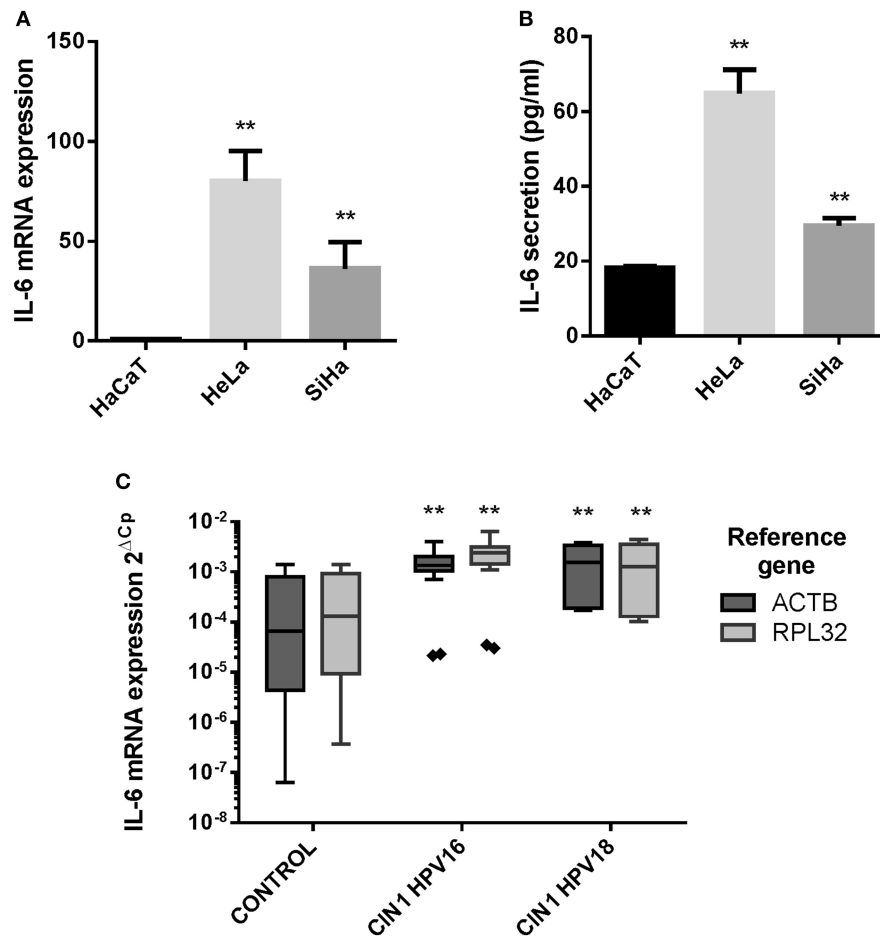 A
IL-6 mRNA expression
150
100
50
0
**
**
HaCaT
HeLa
SiHa
B
IL-6 secretion (pg/ml)
80
60
40
20
0
**
**
HaCaT
HeLa
SiHa
C
IL-6 mRNA expression 2^ΔCp
10^-2
10^-3
10^-4
10^-5
10^-6
10^-7
10^-8
** ** ** **
CONTROL
CIN1 HPV16
CIN1 HPV18
Reference
gene
ACTB
RPL32